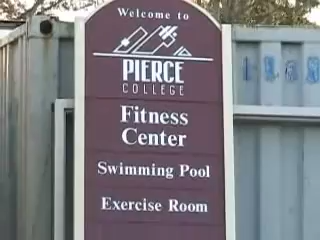 Welcome to
PIERCE
COLLEGE
Fitness
Center
Swimming Pool
Exercise Room